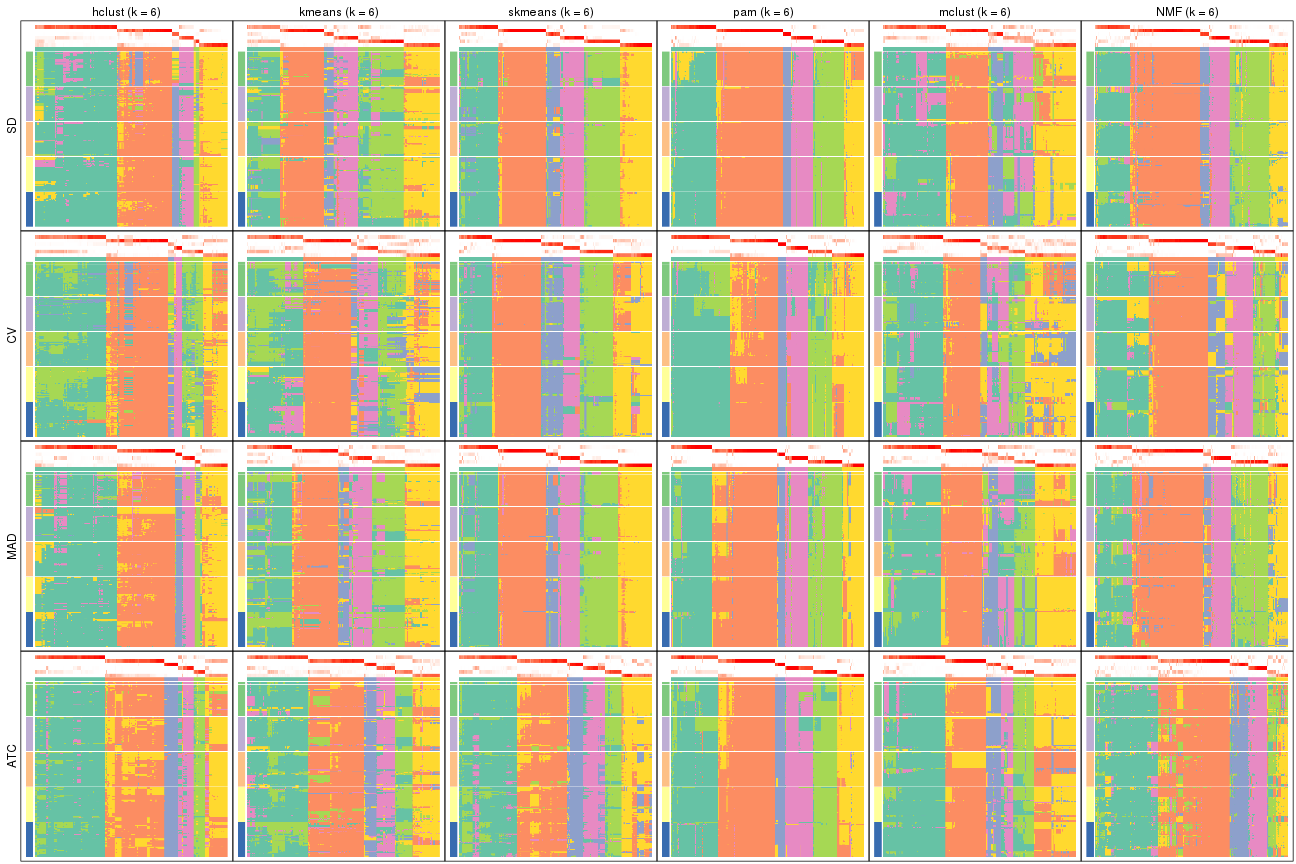 hclust (k = 6) kmeans (k = 6) skmeans (k = 6) pam (k = 6) mclust (k = 6) NMF (k = 6)
SD
CV
MAD
ATC